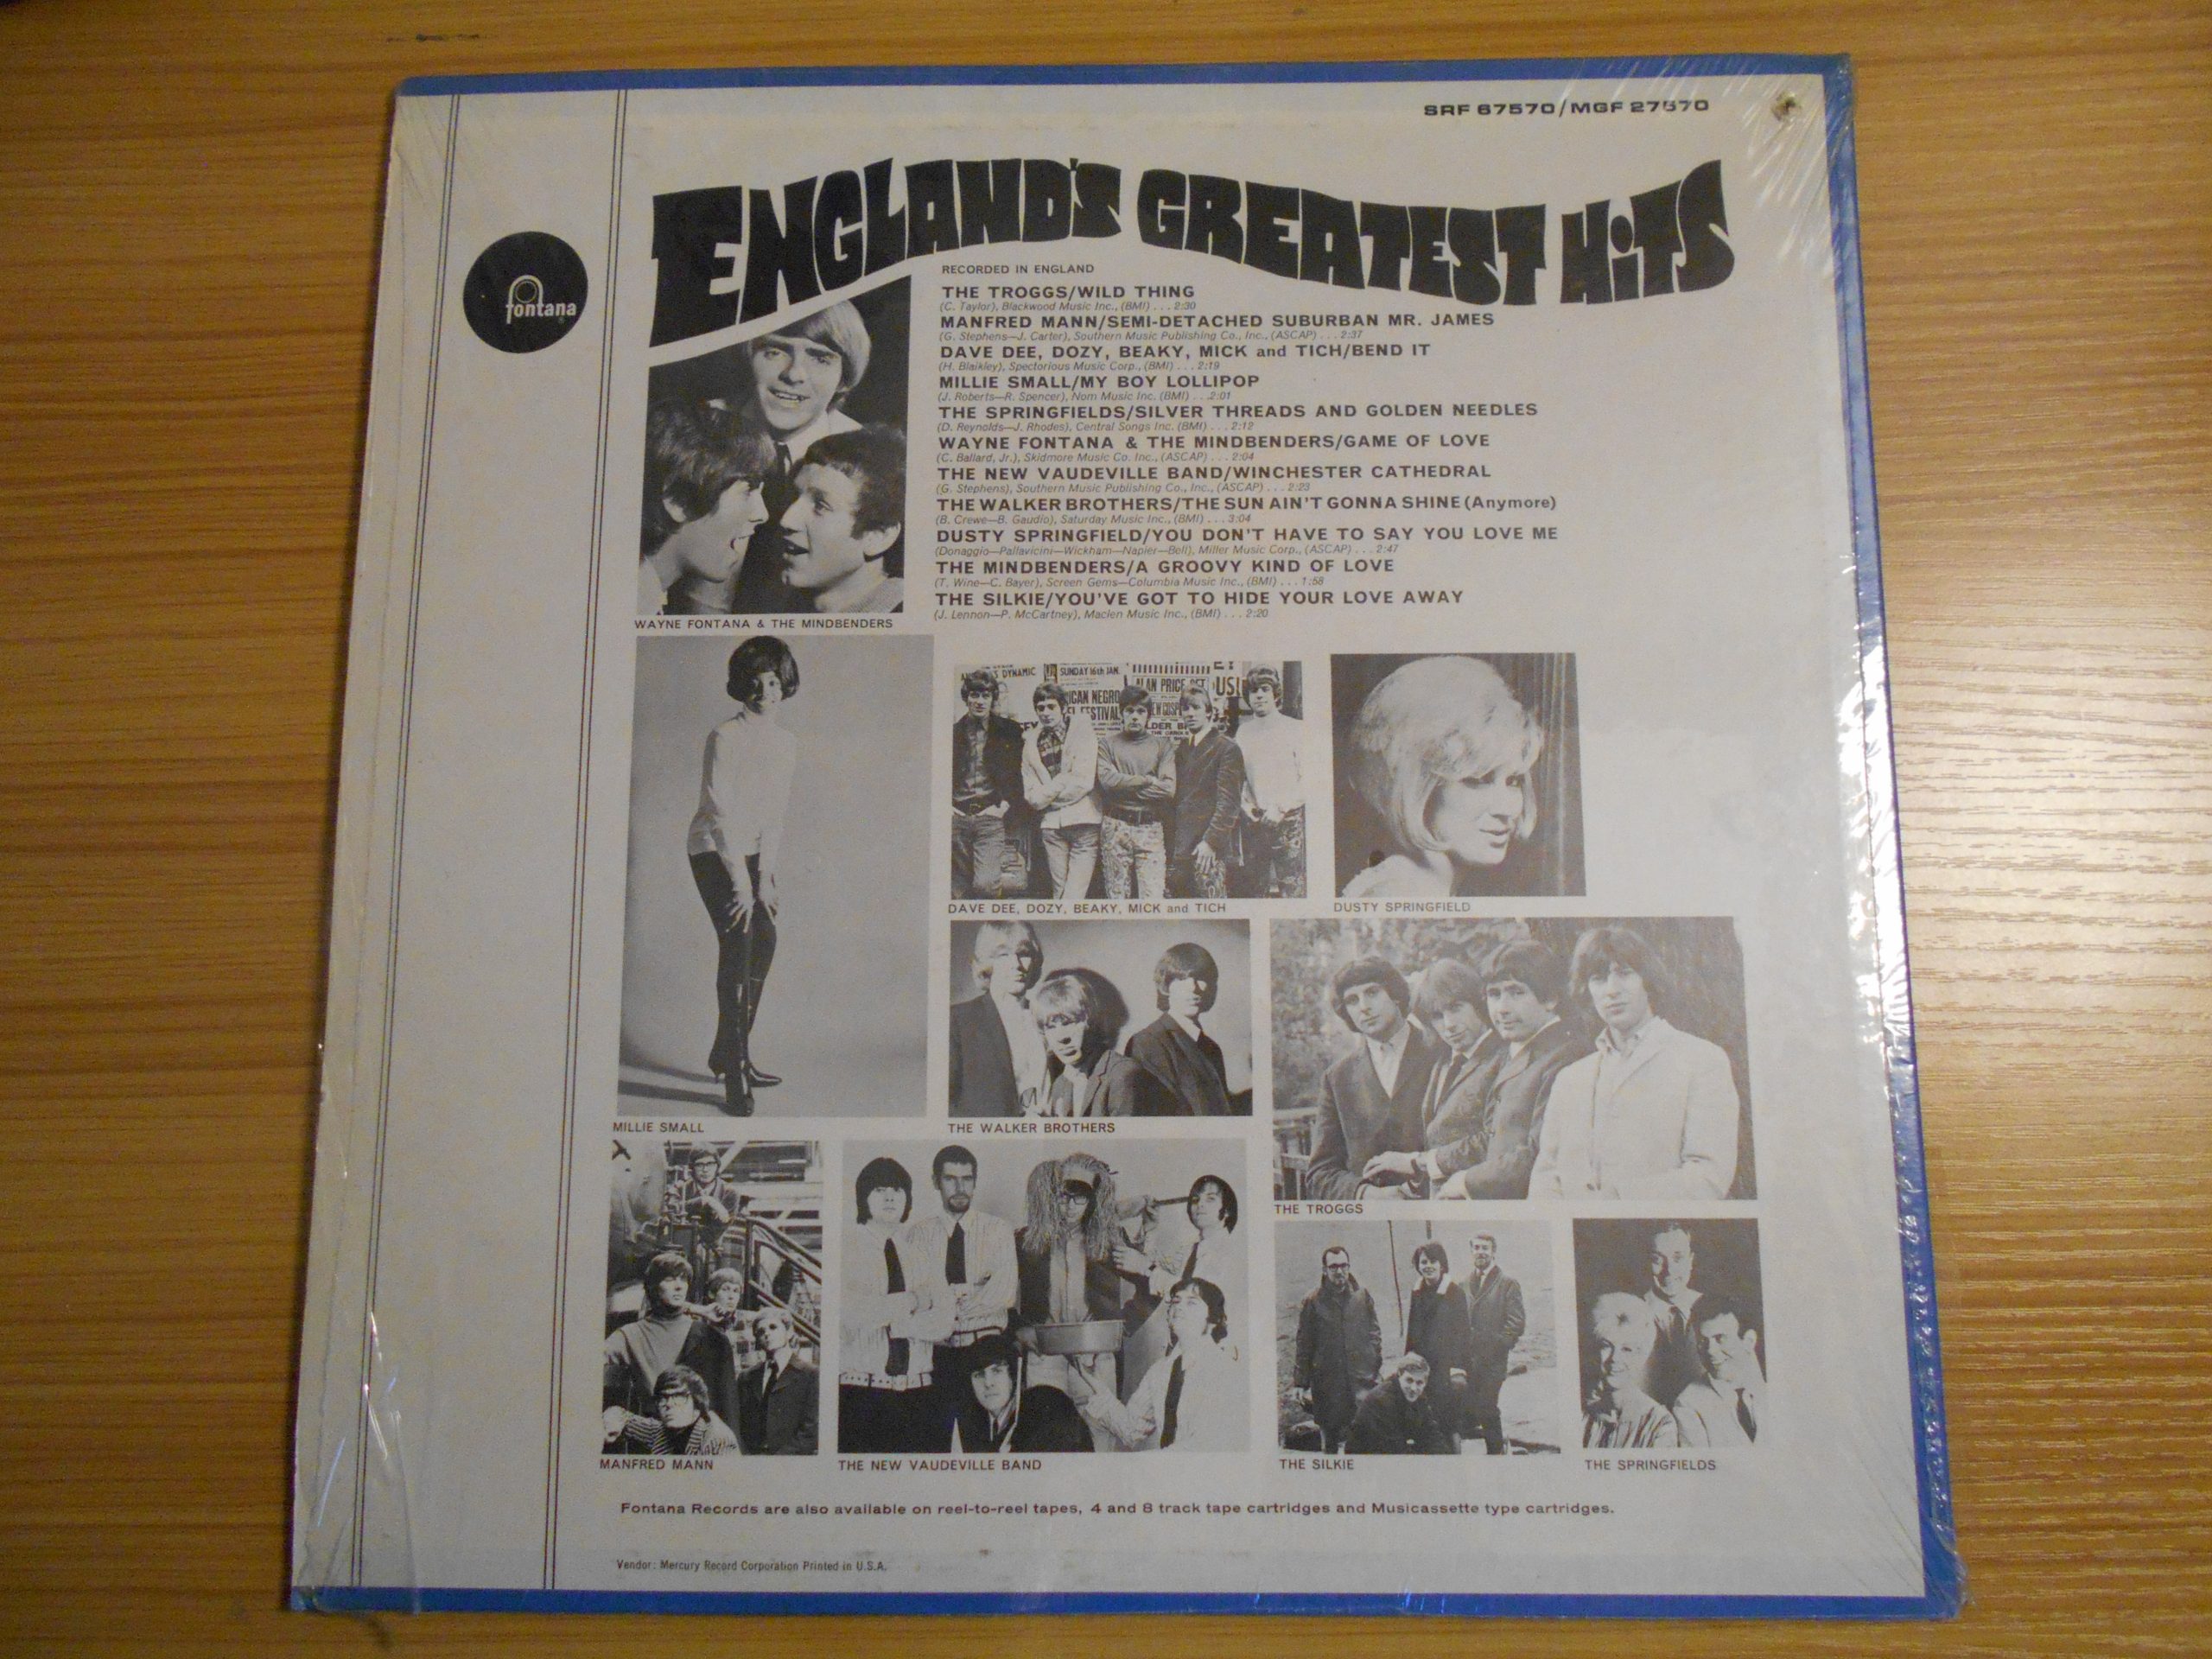 SRF 67570/MGF 27570
ENGLAND'S GREATEST HiTS
fontana
RECORDED IN ENGLAND
THE TROGGS/WILD THING
(C. Taylor), Blackwood Music Inc., (BMI) . . . 2:30
MANFRED MANN/SEMI-DETACHED SUBURBAN MR. JAMES
(G. Stephens—J. Carter), Southern Music Publishing Co., Inc., (ASCAP) . . . 2:37
DAVE DEE, DOZY, BEAKY, MICK and TICH/BEND IT
(H. Blaikley), Spectorious Music Corp., (BMI) . . . 2:19
MILLIE SMALL/MY BOY LOLLIPOP
(J. Roberts—R. Spencer), Nom Music Inc. (BMI) . . . 2:01
THE SPRINGFIELDS/SILVER THREADS AND GOLDEN NEEDLES
(D. Reynolds—J. Rhodes), Central Songs Inc. (BMI) . . . 2:12
WAYNE FONTANA & THE MINDBENDERS/GAME OF LOVE
(C. Ballard, Jr.), Skidmore Music Co. Inc., (ASCAP) . . . 2:04
THE NEW VAUDEVILLE BAND/WINCHESTER CATHEDRAL
(G. Stephens), Southern Music Publishing Co., Inc., (ASCAP) . . . 2:23
THE WALKER BROTHERS/THE SUN AIN'T GONNA SHINE (Anymore)
(B. Crewe—B. Gaudio), Saturday Music Inc., (BMI) . . . 3:04
DUSTY SPRINGFIELD/YOU DON'T HAVE TO SAY YOU LOVE ME
(Donaggio—Pallavicini—Wickham—Napier—Bell), Miller Music Corp., (ASCAP) . . . 2:47
THE MINDBENDERS/A GROOVY KIND OF LOVE
(T. Wine—C. Bayer), Screen Gems—Columbia Music Inc., (BMI) . . . 1:58
THE SILKIE/YOU'VE GOT TO HIDE YOUR LOVE AWAY
(J. Lennon—P. McCartney), Maclen Music Inc., (BMI) . . . 2:20
WAYNE FONTANA & THE MINDBENDERS
DYNAMIC
SUNDAY 16th JAN.
ALAN PRICE SET
ICAN NEGRO
FESTIVAL
DAVE DEE, DOZY, BEAKY, MICK and TICH
DUSTY SPRINGFIELD
MILLIE SMALL
THE WALKER BROTHERS
THE TROGGS
MANFRED MANN
THE NEW VAUDEVILLE BAND
THE SILKIE
THE SPRINGFIELDS
Fontana Records are also available on reel-to-reel tapes, 4 and 8 track tape cartridges and Musicassette type cartridges.
Vendor: Mercury Record Corporation Printed in U.S.A.